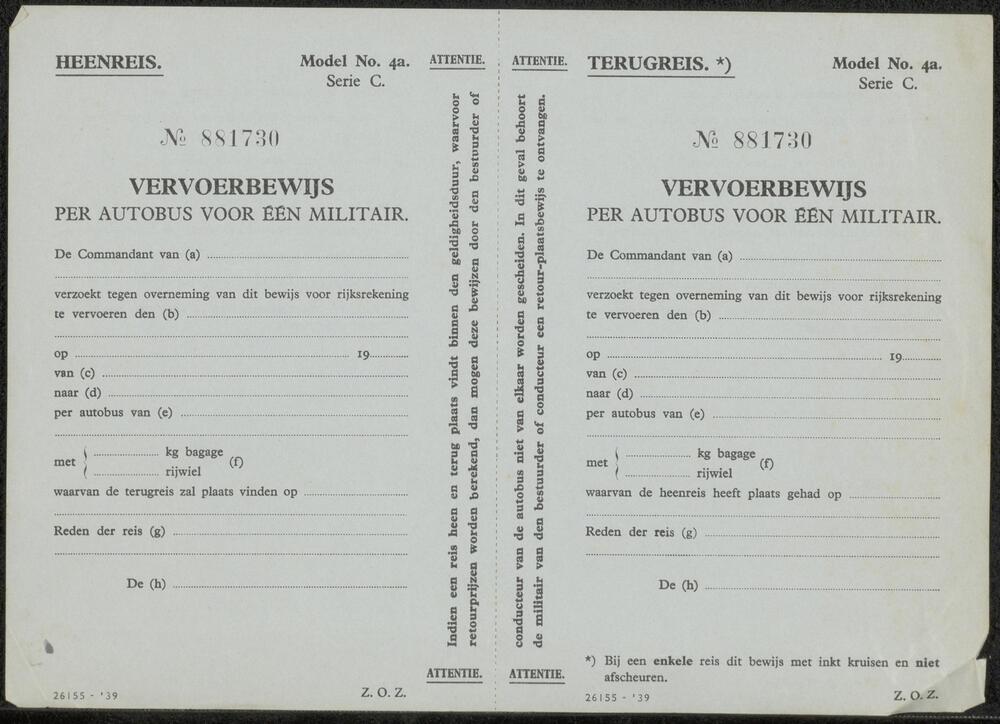 HEENREIS.
Model No. 4a.
Serie C.
№ 881730
VERVOERBEWIJS
PER AUTOBUS VOOR ÉÉN MILITAIR.
De Commandant van (a)
verzoekt tegen overneming van dit bewijs voor rijksrekening
te vervoeren den (b)
op 19
van (c)
naar (d)
per autobus van (e)
met { kg bagage
rijwiel (f)
waarvan de terugreis zal plaats vinden op
Reden der reis (g)
De (h)
26155 - '39
Z. O. Z.
ATTENTIE.
Indien een reis heen en terug plaats vindt binnen den geldigheidsduur, waarvoor
retourprijzen worden berekend, dan mogen deze bewijzen door den bestuurder of
ATTENTIE.
ATTENTIE.
conducteur van de autobus niet van elkaar worden gescheiden. In dit geval behoort
de militair van den bestuurder of conducteur een retour-plaatsbewijs te ontvangen.
ATTENTIE.
TERUGREIS. *)
Model No. 4a.
Serie C.
№ 881730
VERVOERBEWIJS
PER AUTOBUS VOOR ÉÉN MILITAIR.
De Commandant van (a)
verzoekt tegen overneming van dit bewijs voor rijksrekening
te vervoeren den (b)
op 19
van (c)
naar (d)
per autobus van (e)
met { kg bagage
rijwiel (f)
waarvan de heenreis heeft plaats gehad op
Reden der reis (g)
De (h)
*) Bij een enkele reis dit bewijs met inkt kruisen en niet
afscheuren.
26155 - '39
Z. O. Z.